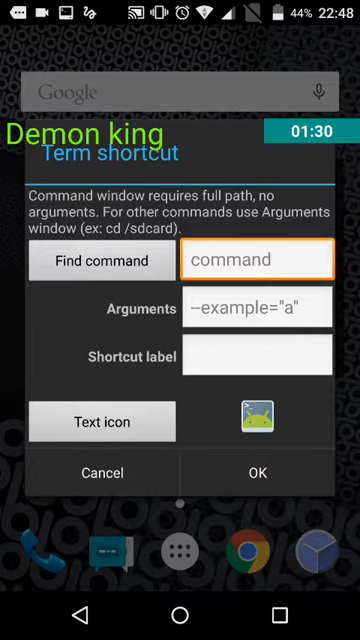 44% 22:48
Google
Demon king
01:30
Term shortcut
Command window requires full path, no
arguments. For other commands use Arguments
window (ex: cd /sdcard).
Find command
command
Arguments
--example="a"
Shortcut label
Text icon
>_
Cancel
OK